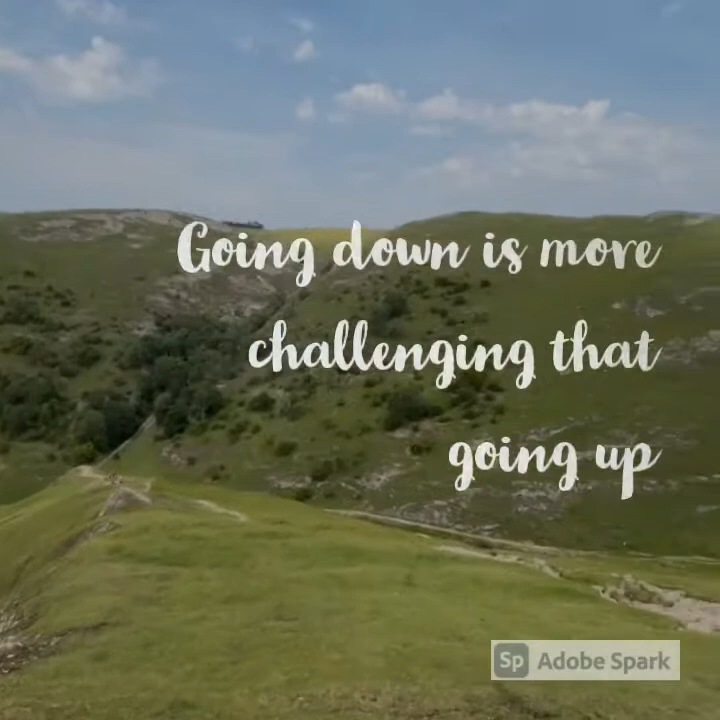 Going down is more
challenging that
going up
Sp Adobe Spark